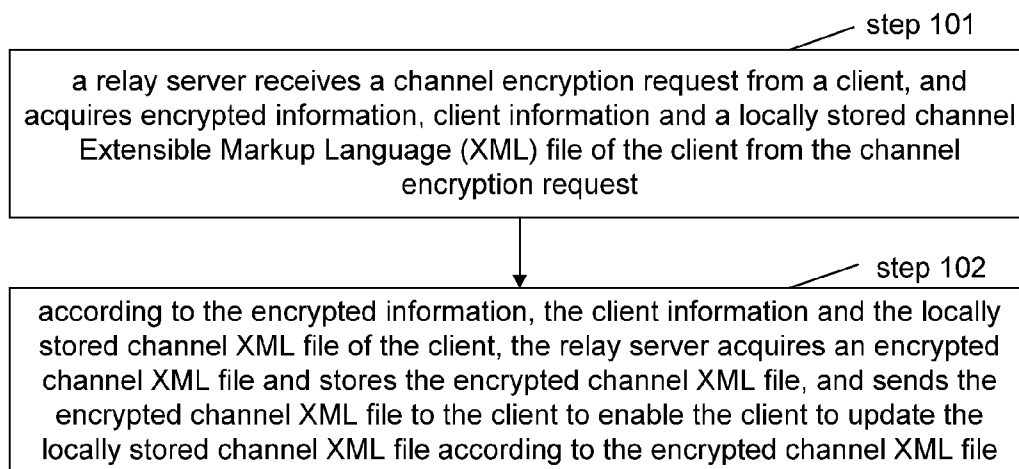 step 101
a relay server receives a channel encryption request from a client, and
acquires encrypted information, client information and a locally stored channel
Extensible Markup Language (XML) file of the client from the channel
encryption request
step 102
according to the encrypted information, the client information and the locally
stored channel XML file of the client, the relay server acquires an encrypted
channel XML file and stores the encrypted channel XML file, and sends the
encrypted channel XML file to the client to enable the client to update the
locally stored channel XML file according to the encrypted channel XML file